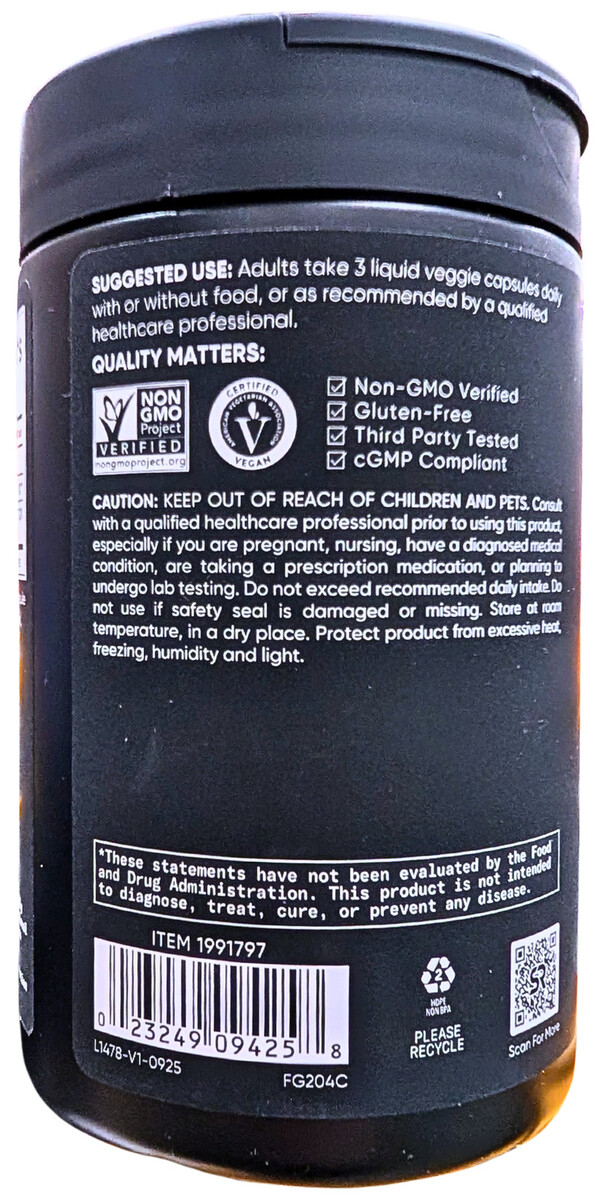 SUGGESTED USE: Adults take 3 liquid veggie capsules daily
with or without food, or as recommended by a qualified
healthcare professional.
QUALITY MATTERS:
NON
GMO
Project
VERIFIED
nongmoproject.org
CERTIFIED
AMERICAN VEGETARIAN ASSOCIATION
VEGAN
Non-GMO Verified
Gluten-Free
Third Party Tested
cGMP Compliant
CAUTION: KEEP OUT OF REACH OF CHILDREN AND PETS. Consult
with a qualified healthcare professional prior to using this product,
especially if you are pregnant, nursing, have a diagnosed medical
condition, are taking a prescription medication, or planning to
undergo lab testing. Do not exceed recommended daily intake. Do
not use if safety seal is damaged or missing. Store at room
temperature, in a dry place. Protect product from excessive heat,
freezing, humidity and light.
*These statements have not been evaluated by the Food
and Drug Administration. This product is not intended
to diagnose, treat, cure, or prevent any disease.
ITEM 1991797
0 23249 09425 8
L1478-V1-0925
FG204C
2
HDPE
NON BPA
PLEASE
RECYCLE
SR
Scan For More